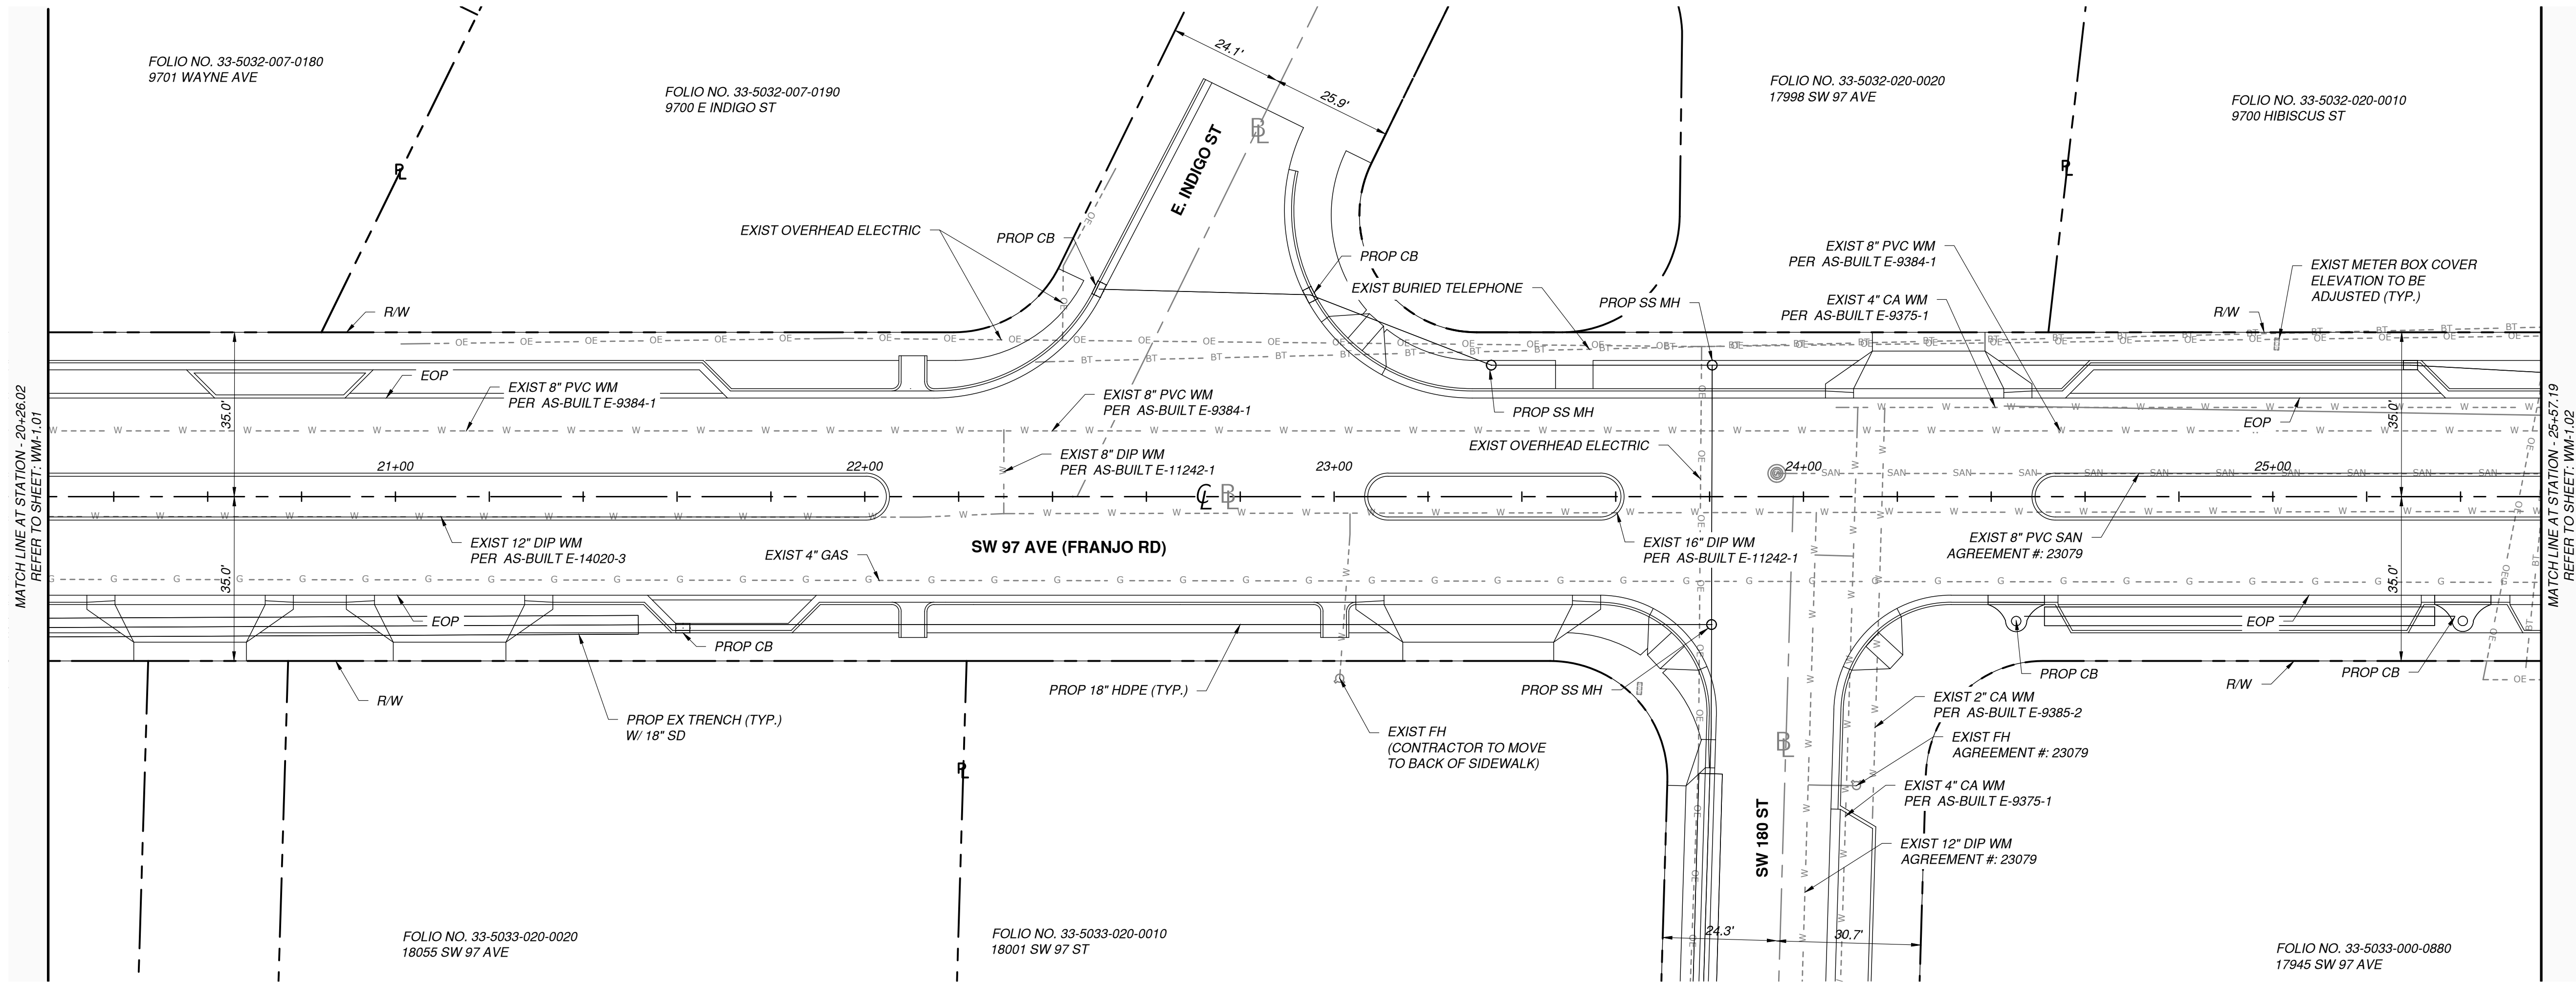 FOLIO NO. 33-5032-007-0180
9701 WAYNE AVE
FOLIO NO. 33-5032-007-0190
9700 E INDIGO ST
24.1'
25.9'
FOLIO NO. 33-5032-020-0020
17998 SW 97 AVE
FOLIO NO. 33-5032-020-0010
9700 HIBISCUS ST
PL
BL
PL
E. INDIGO ST
EXIST OVERHEAD ELECTRIC
PROP CB
PROP CB
EXIST BURIED TELEPHONE
PROP SS MH
EXIST 8" PVC WM
PER AS-BUILT E-9384-1
EXIST 4" CA WM
PER AS-BUILT E-9375-1
EXIST METER BOX COVER
ELEVATION TO BE
ADJUSTED (TYP.)
R/W
R/W
EOP
EXIST 8" PVC WM
PER AS-BUILT E-9384-1
EXIST 8" PVC WM
PER AS-BUILT E-9384-1
PROP SS MH
EOP
35.0'
35.0'
EXIST 8" DIP WM
PER AS-BUILT E-11242-1
EXIST OVERHEAD ELECTRIC
21+00
22+00
23+00
24+00
25+00
MATCH LINE AT STATION - 20+26.02
REFER TO SHEET: WM-1.01
MATCH LINE AT STATION - 25+57.19
REFER TO SHEET: WM-1.02
CL BL
EXIST 12" DIP WM
PER AS-BUILT E-14020-3
EXIST 4" GAS
SW 97 AVE (FRANJO RD)
EXIST 16" DIP WM
PER AS-BUILT E-11242-1
EXIST 8" PVC SAN
AGREEMENT #: 23079
35.0'
35.0'
EOP
PROP CB
EOP
R/W
PROP EX TRENCH (TYP.)
W/ 18" SD
PROP 18" HDPE (TYP.)
EXIST FH
(CONTRACTOR TO MOVE
TO BACK OF SIDEWALK)
PROP SS MH
PROP CB
PROP CB
R/W
EXIST 2" CA WM
PER AS-BUILT E-9385-2
EXIST FH
AGREEMENT #: 23079
EXIST 4" CA WM
PER AS-BUILT E-9375-1
EXIST 12" DIP WM
AGREEMENT #: 23079
PL
BL
SW 180 ST
24.3'
30.7'
FOLIO NO. 33-5033-020-0020
18055 SW 97 AVE
FOLIO NO. 33-5033-020-0010
18001 SW 97 ST
FOLIO NO. 33-5033-000-0880
17945 SW 97 AVE